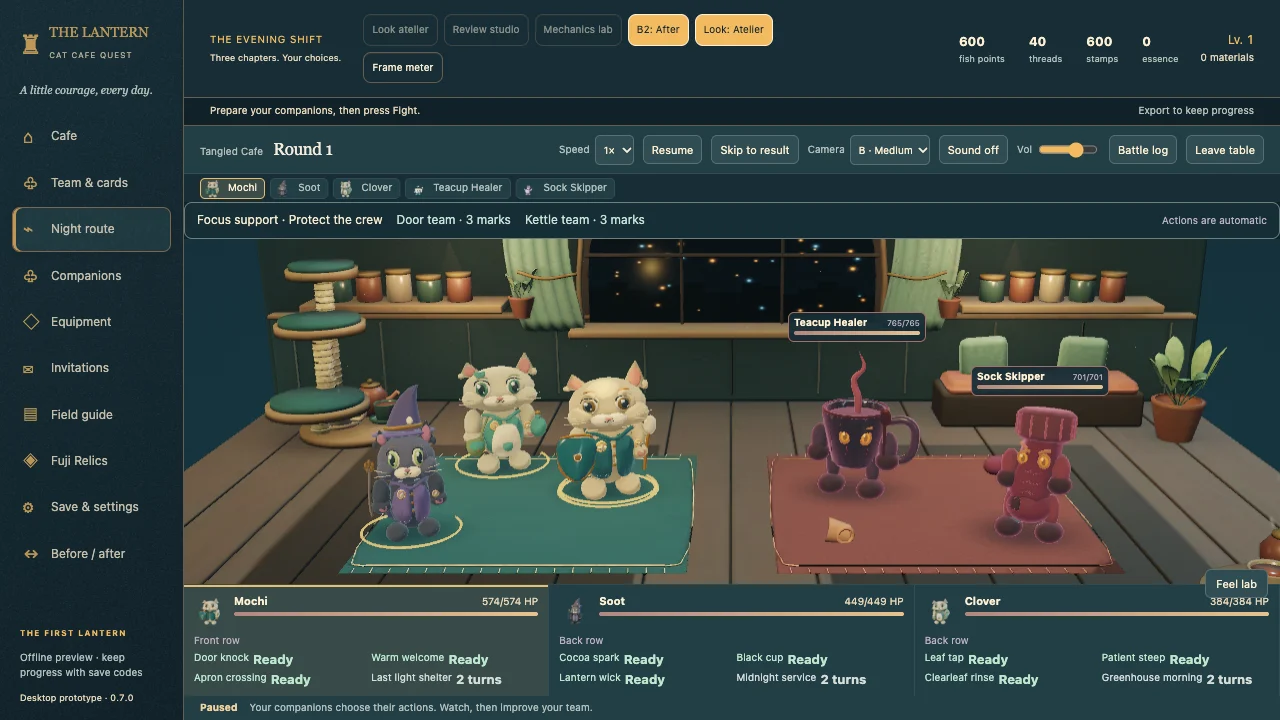 THE LANTERN
CAT CAFE QUEST
A little courage, every day.
Cafe
Team & cards
Night route
Companions
Equipment
Invitations
Field guide
Fuji Relics
Save & settings
Before / after
THE FIRST LANTERN
Offline preview · keep
progress with save codes
Desktop prototype · 0.7.0
THE EVENING SHIFT
Three chapters. Your choices.
Look atelier
Review studio
Mechanics lab
B2: After
Look: Atelier
Frame meter
600 fish points
40 threads
600 stamps
0 essence
Lv. 1
0 materials
Prepare your companions, then press Fight.
Export to keep progress
Tangled Cafe Round 1
Speed 1x Resume Skip to result Camera B · Medium Sound off Vol Battle log Leave table
Mochi Soot Clover Teacup Healer Sock Skipper
Focus support · Protect the crew Door team · 3 marks Kettle team · 3 marks
Actions are automatic
Teacup Healer 765/765
Sock Skipper 701/701
Feel lab
Mochi 574/574 HP
Front row
Door knock Ready Warm welcome Ready
Apron crossing Ready Last light shelter 2 turns
Soot 449/449 HP
Back row
Cocoa spark Ready Black cup Ready
Lantern wick Ready Midnight service 2 turns
Clover 384/384 HP
Back row
Leaf tap Ready Patient steep Ready
Clearleaf rinse Ready Greenhouse morning 2 turns
Paused Your companions choose their actions. Watch, then improve your team.